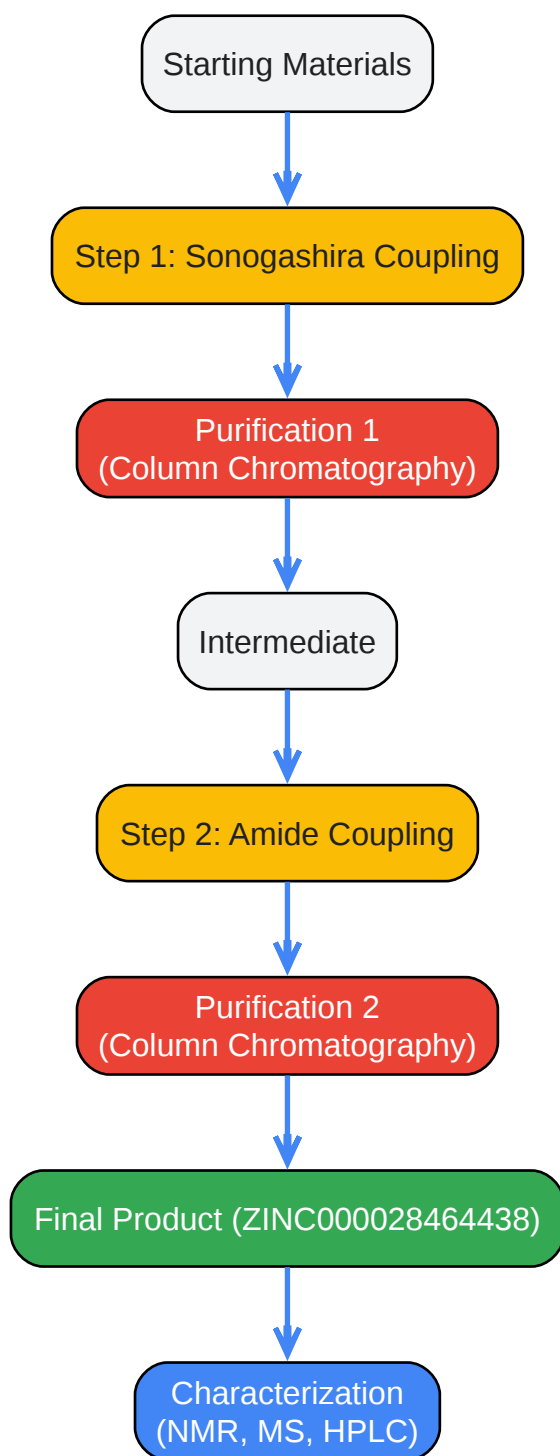 Starting Materials
Step 1: Sonogashira Coupling
Purification 1
(Column Chromatography)
Intermediate
Step 2: Amide Coupling
Purification 2
(Column Chromatography)
Final Product (ZINC000028464438)
Characterization
(NMR, MS, HPLC)